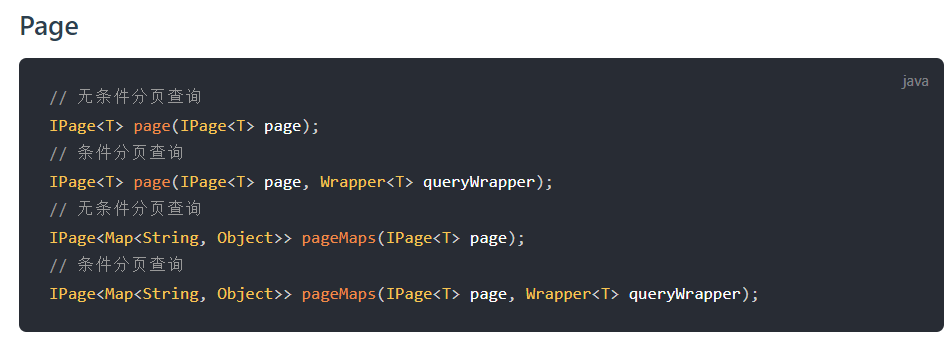 Page
java
// 无条件分页查询
IPage<T> page(IPage<T> page);
// 条件分页查询
IPage<T> page(IPage<T> page, Wrapper<T> queryWrapper);
// 无条件分页查询
IPage<Map<String, Object>> pageMaps(IPage<T> page);
// 条件分页查询
IPage<Map<String, Object>> pageMaps(IPage<T> page, Wrapper<T> queryWrapper);